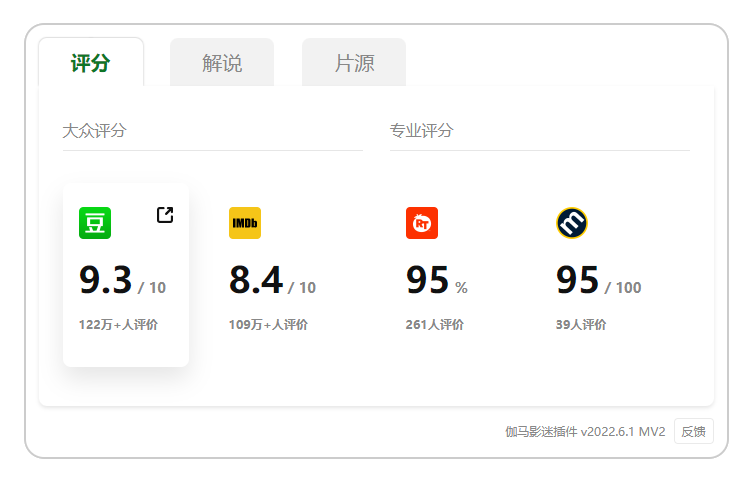 评分 解说 片源
大众评分 专业评分
豆 IMDb RT m
9.3 / 10 8.4 / 10 95 % 95 / 100
122万+人评价 109万+人评价 261人评价 39人评价
伽马影迷插件 v2022.6.1 MV2 反馈